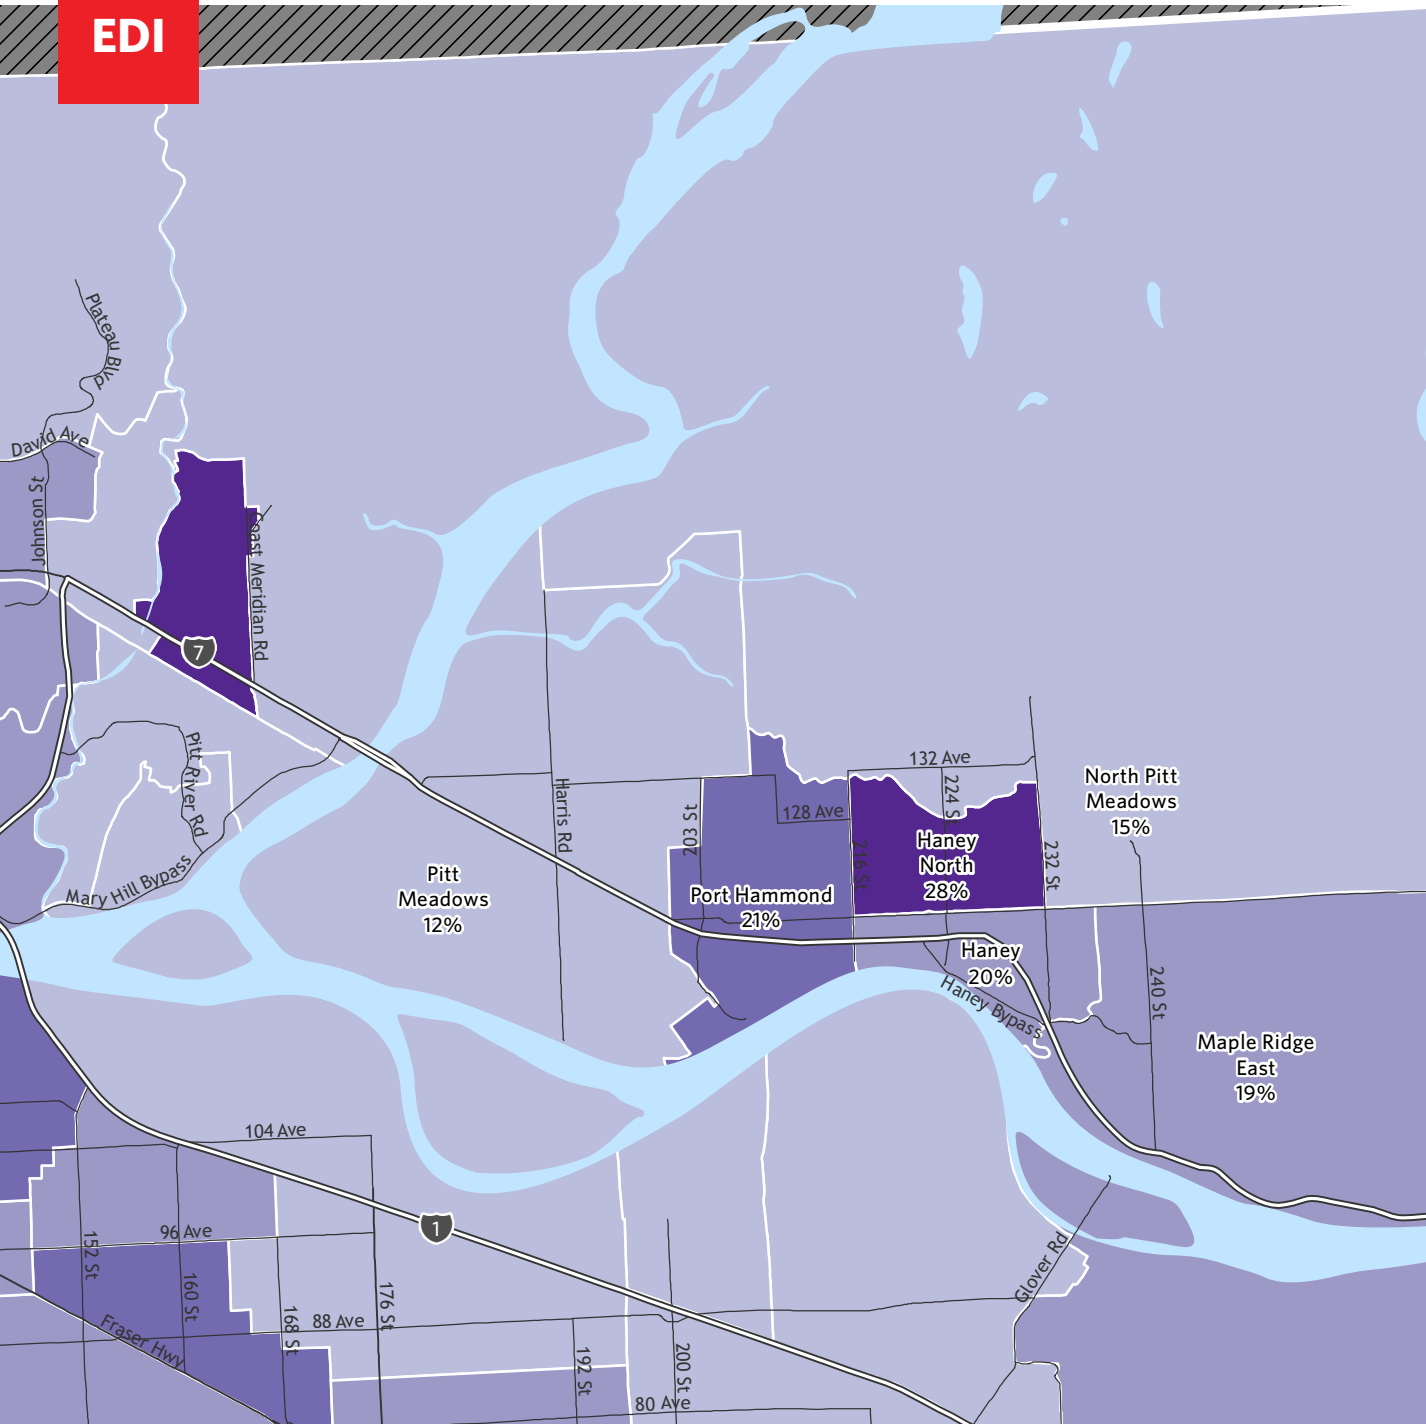 EDI
Plateau Blvd
David Ave
Johnson St
Coast Meridian Rd
7
Pitt River Rd
Mary Hill Bypass
Harris Rd
203 St
128 Ave
132 Ave
224 St
216 St
232 St
North Pitt
Meadows
15%
Haney
North
28%
Pitt
Meadows
12%
Port Hammond
21%
Haney
20%
Haney Bypass
240 St
Maple Ridge
East
19%
104 Ave
1
96 Ave
152 St
160 St
168 St
176 St
88 Ave
Fraser Hwy
192 St
200 St
80 Ave
Glover Rd